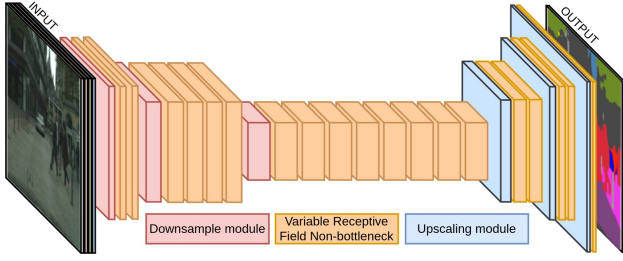 INPUT
OUTPUT
Downsample module
Variable Receptive
Field Non-bottleneck
Upscaling module